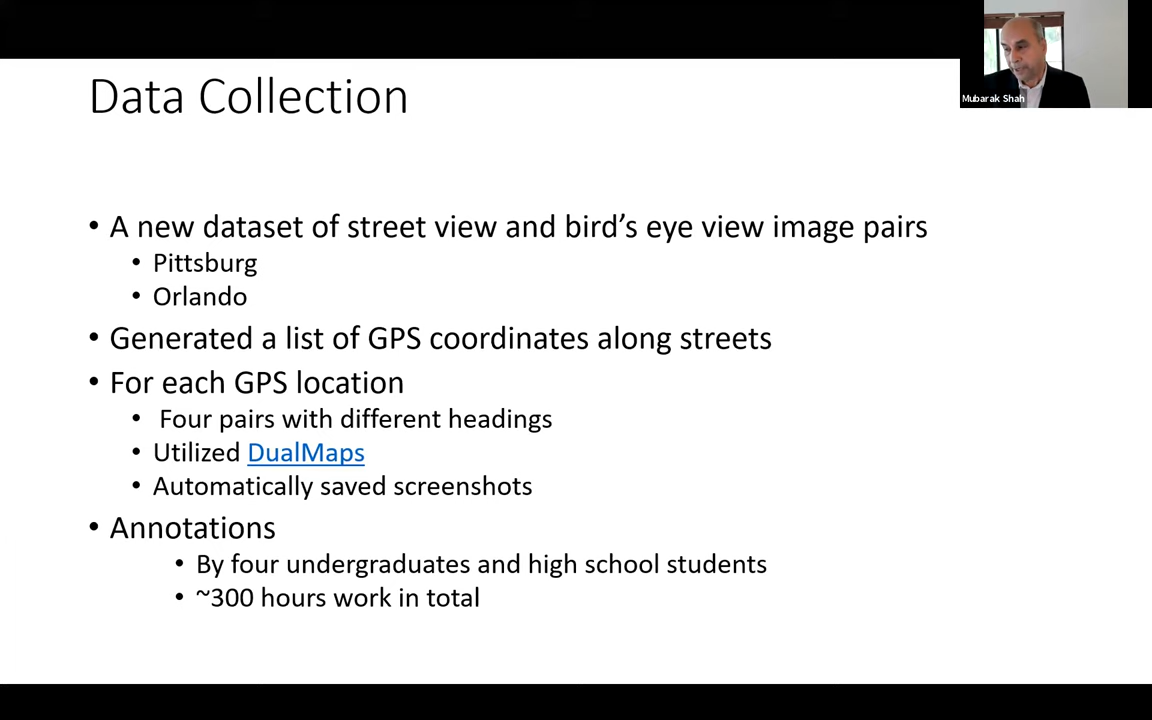 Data Collection
Mubarak Shah
• A new dataset of street view and bird’s eye view image pairs
• Pittsburg
• Orlando
• Generated a list of GPS coordinates along streets
• For each GPS location
• Four pairs with different headings
• Utilized DualMaps
• Automatically saved screenshots
• Annotations
• By four undergraduates and high school students
• ~300 hours work in total